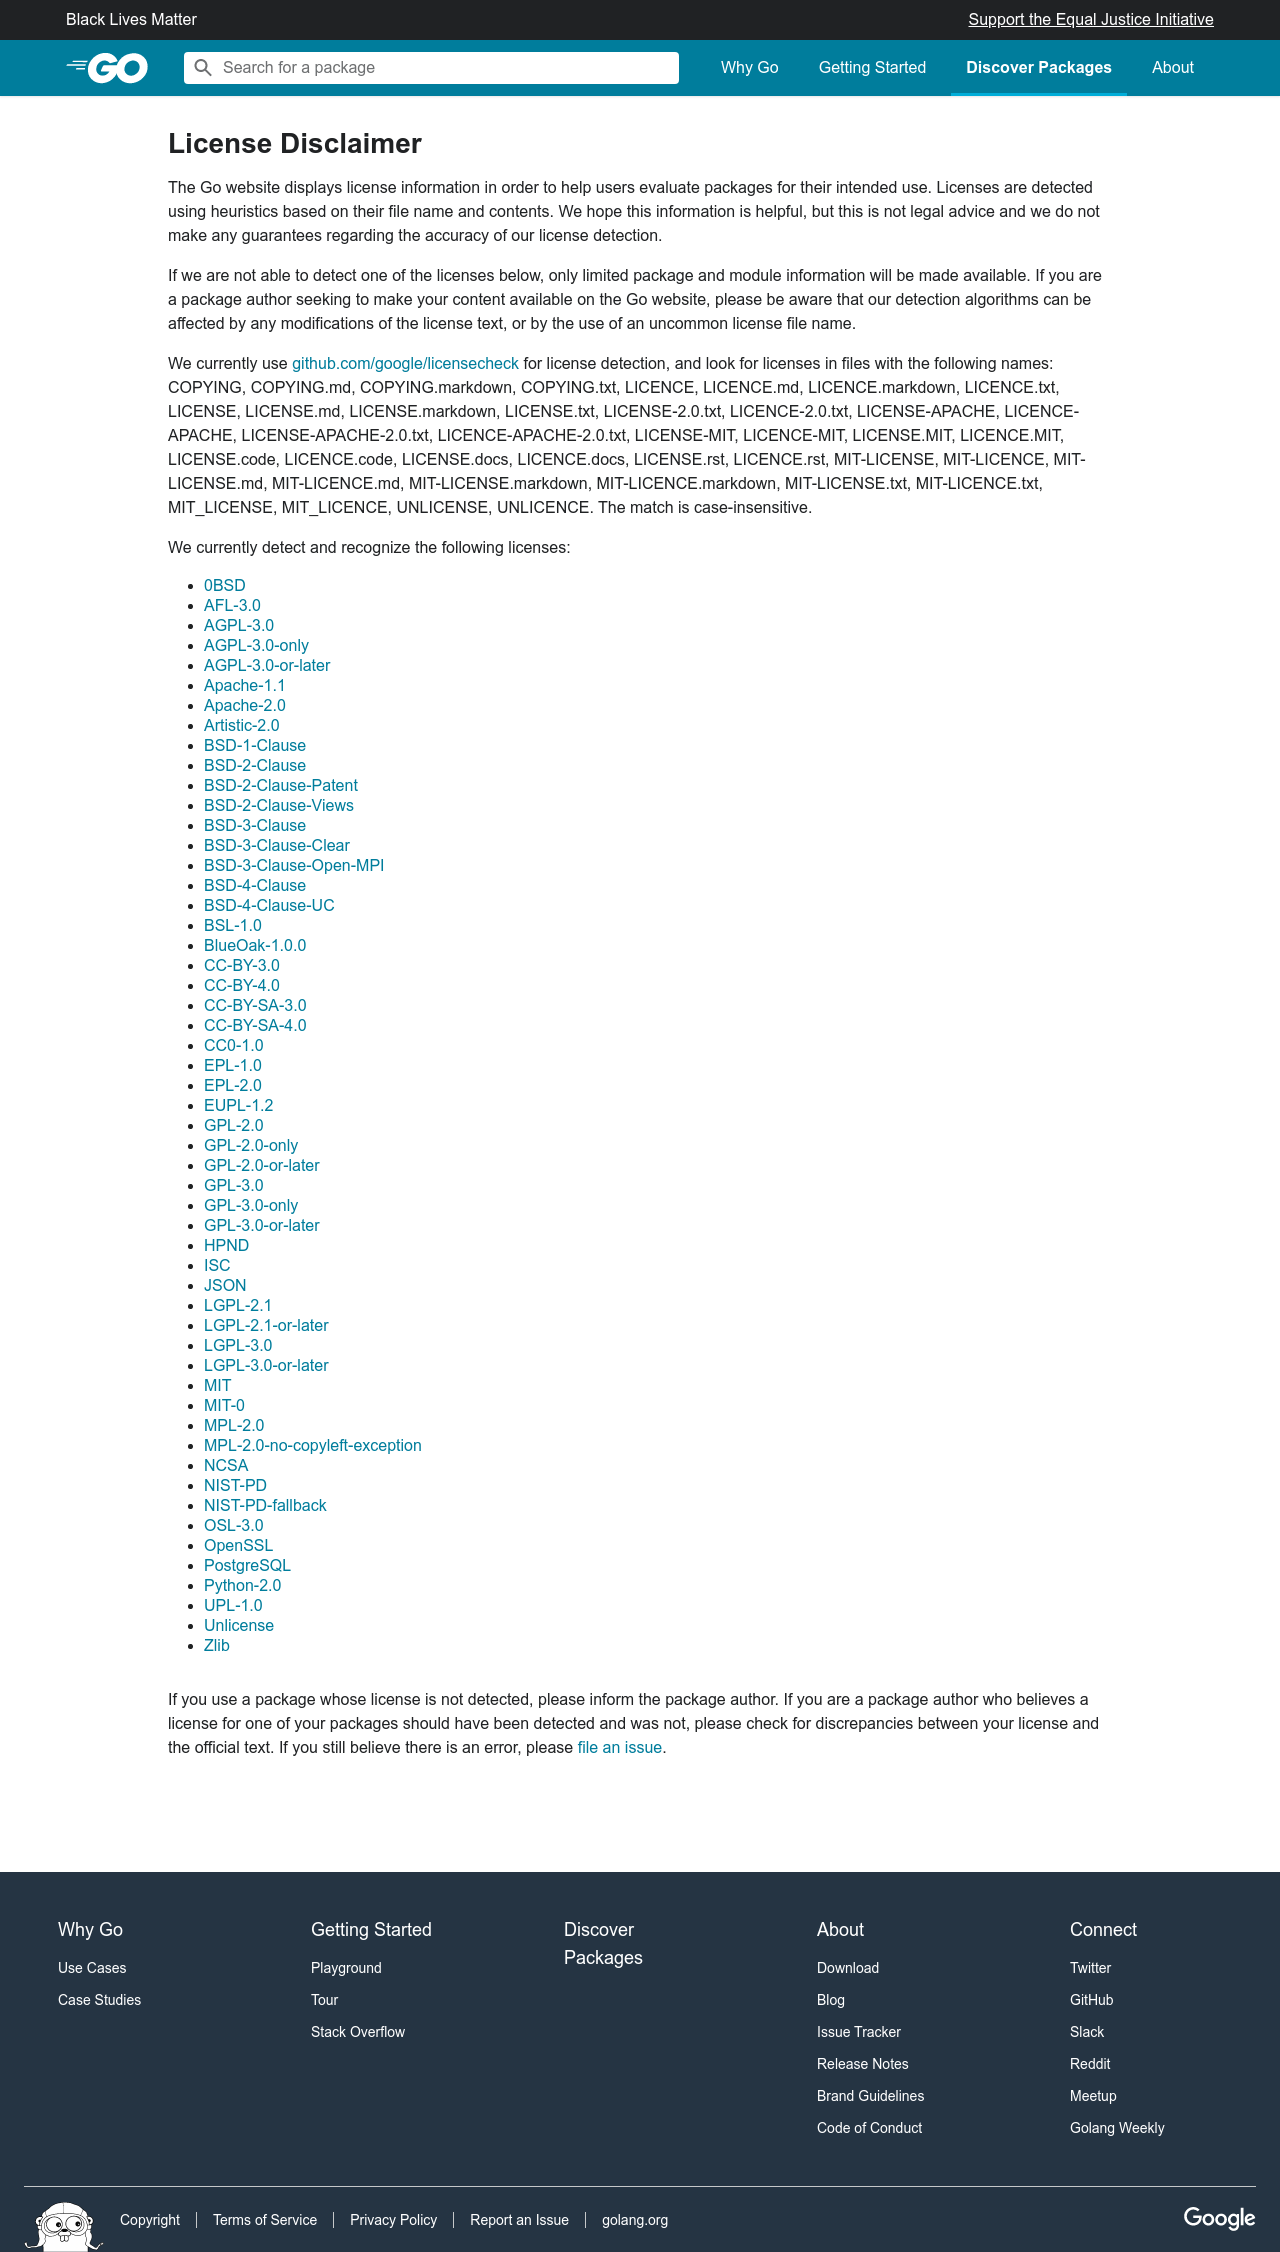 Black Lives Matter
Support the Equal Justice Initiative
GO
Search for a package
Why Go
Getting Started
Discover Packages
About
License Disclaimer
The Go website displays license information in order to help users evaluate packages for their intended use. Licenses are detected
using heuristics based on their file name and contents. We hope this information is helpful, but this is not legal advice and we do not
make any guarantees regarding the accuracy of our license detection.
If we are not able to detect one of the licenses below, only limited package and module information will be made available. If you are
a package author seeking to make your content available on the Go website, please be aware that our detection algorithms can be
affected by any modifications of the license text, or by the use of an uncommon license file name.
We currently use github.com/google/licensecheck for license detection, and look for licenses in files with the following names:
COPYING, COPYING.md, COPYING.markdown, COPYING.txt, LICENCE, LICENCE.md, LICENCE.markdown, LICENCE.txt,
LICENSE, LICENSE.md, LICENSE.markdown, LICENSE.txt, LICENSE-2.0.txt, LICENCE-2.0.txt, LICENSE-APACHE, LICENCE-
APACHE, LICENSE-APACHE-2.0.txt, LICENCE-APACHE-2.0.txt, LICENSE-MIT, LICENCE-MIT, LICENSE.MIT, LICENCE.MIT,
LICENSE.code, LICENCE.code, LICENSE.docs, LICENCE.docs, LICENSE.rst, LICENCE.rst, MIT-LICENSE, MIT-LICENCE, MIT-
LICENSE.md, MIT-LICENCE.md, MIT-LICENSE.markdown, MIT-LICENCE.markdown, MIT-LICENSE.txt, MIT-LICENCE.txt,
MIT_LICENSE, MIT_LICENCE, UNLICENSE, UNLICENCE. The match is case-insensitive.
We currently detect and recognize the following licenses:
0BSD
AFL-3.0
AGPL-3.0
AGPL-3.0-only
AGPL-3.0-or-later
Apache-1.1
Apache-2.0
Artistic-2.0
BSD-1-Clause
BSD-2-Clause
BSD-2-Clause-Patent
BSD-2-Clause-Views
BSD-3-Clause
BSD-3-Clause-Clear
BSD-3-Clause-Open-MPI
BSD-4-Clause
BSD-4-Clause-UC
BSL-1.0
BlueOak-1.0.0
CC-BY-3.0
CC-BY-4.0
CC-BY-SA-3.0
CC-BY-SA-4.0
CC0-1.0
EPL-1.0
EPL-2.0
EUPL-1.2
GPL-2.0
GPL-2.0-only
GPL-2.0-or-later
GPL-3.0
GPL-3.0-only
GPL-3.0-or-later
HPND
ISC
JSON
LGPL-2.1
LGPL-2.1-or-later
LGPL-3.0
LGPL-3.0-or-later
MIT
MIT-0
MPL-2.0
MPL-2.0-no-copyleft-exception
NCSA
NIST-PD
NIST-PD-fallback
OSL-3.0
OpenSSL
PostgreSQL
Python-2.0
UPL-1.0
Unlicense
Zlib
If you use a package whose license is not detected, please inform the package author. If you are a package author who believes a
license for one of your packages should have been detected and was not, please check for discrepancies between your license and
the official text. If you still believe there is an error, please file an issue.
Why Go
Use Cases
Case Studies
Getting Started
Playground
Tour
Stack Overflow
Discover
Packages
About
Download
Blog
Issue Tracker
Release Notes
Brand Guidelines
Code of Conduct
Connect
Twitter
GitHub
Slack
Reddit
Meetup
Golang Weekly
Copyright
Terms of Service
Privacy Policy
Report an Issue
golang.org
Google